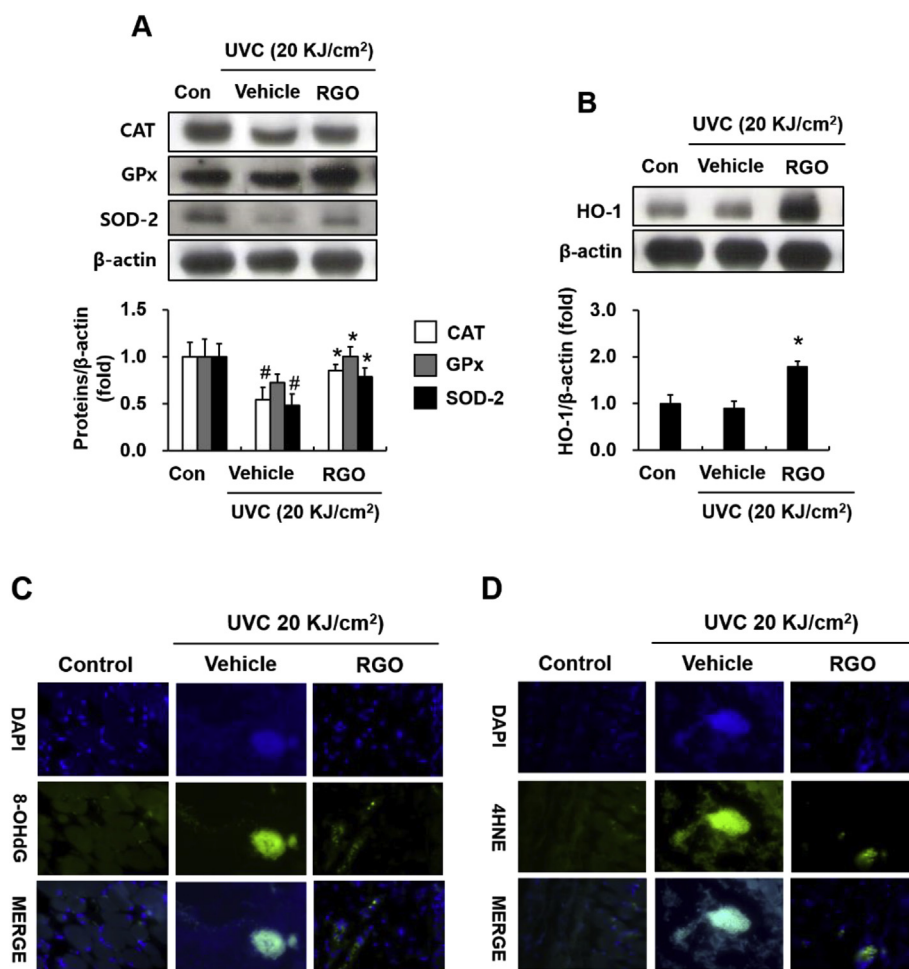 A
UVC (20 KJ/cm²)
Con Vehicle RGO
CAT
GPx
SOD-2
β-actin
Proteins/β-actin
(fold)
1.5
1.0
0.5
0.0
# #
* * *
CAT
GPx
SOD-2
Con Vehicle RGO
UVC (20 KJ/cm²)
B
UVC (20 KJ/cm²)
Con Vehicle RGO
HO-1
β-actin
HO-1/β-actin (fold)
3.0
2.0
1.0
0.0
*
Con Vehicle RGO
UVC (20 KJ/cm²)
C
UVC 20 KJ/cm²)
Control Vehicle RGO
DAPI
8-OHdG
MERGE
D
UVC 20 KJ/cm²)
Control Vehicle RGO
DAPI
4HNE
MERGE